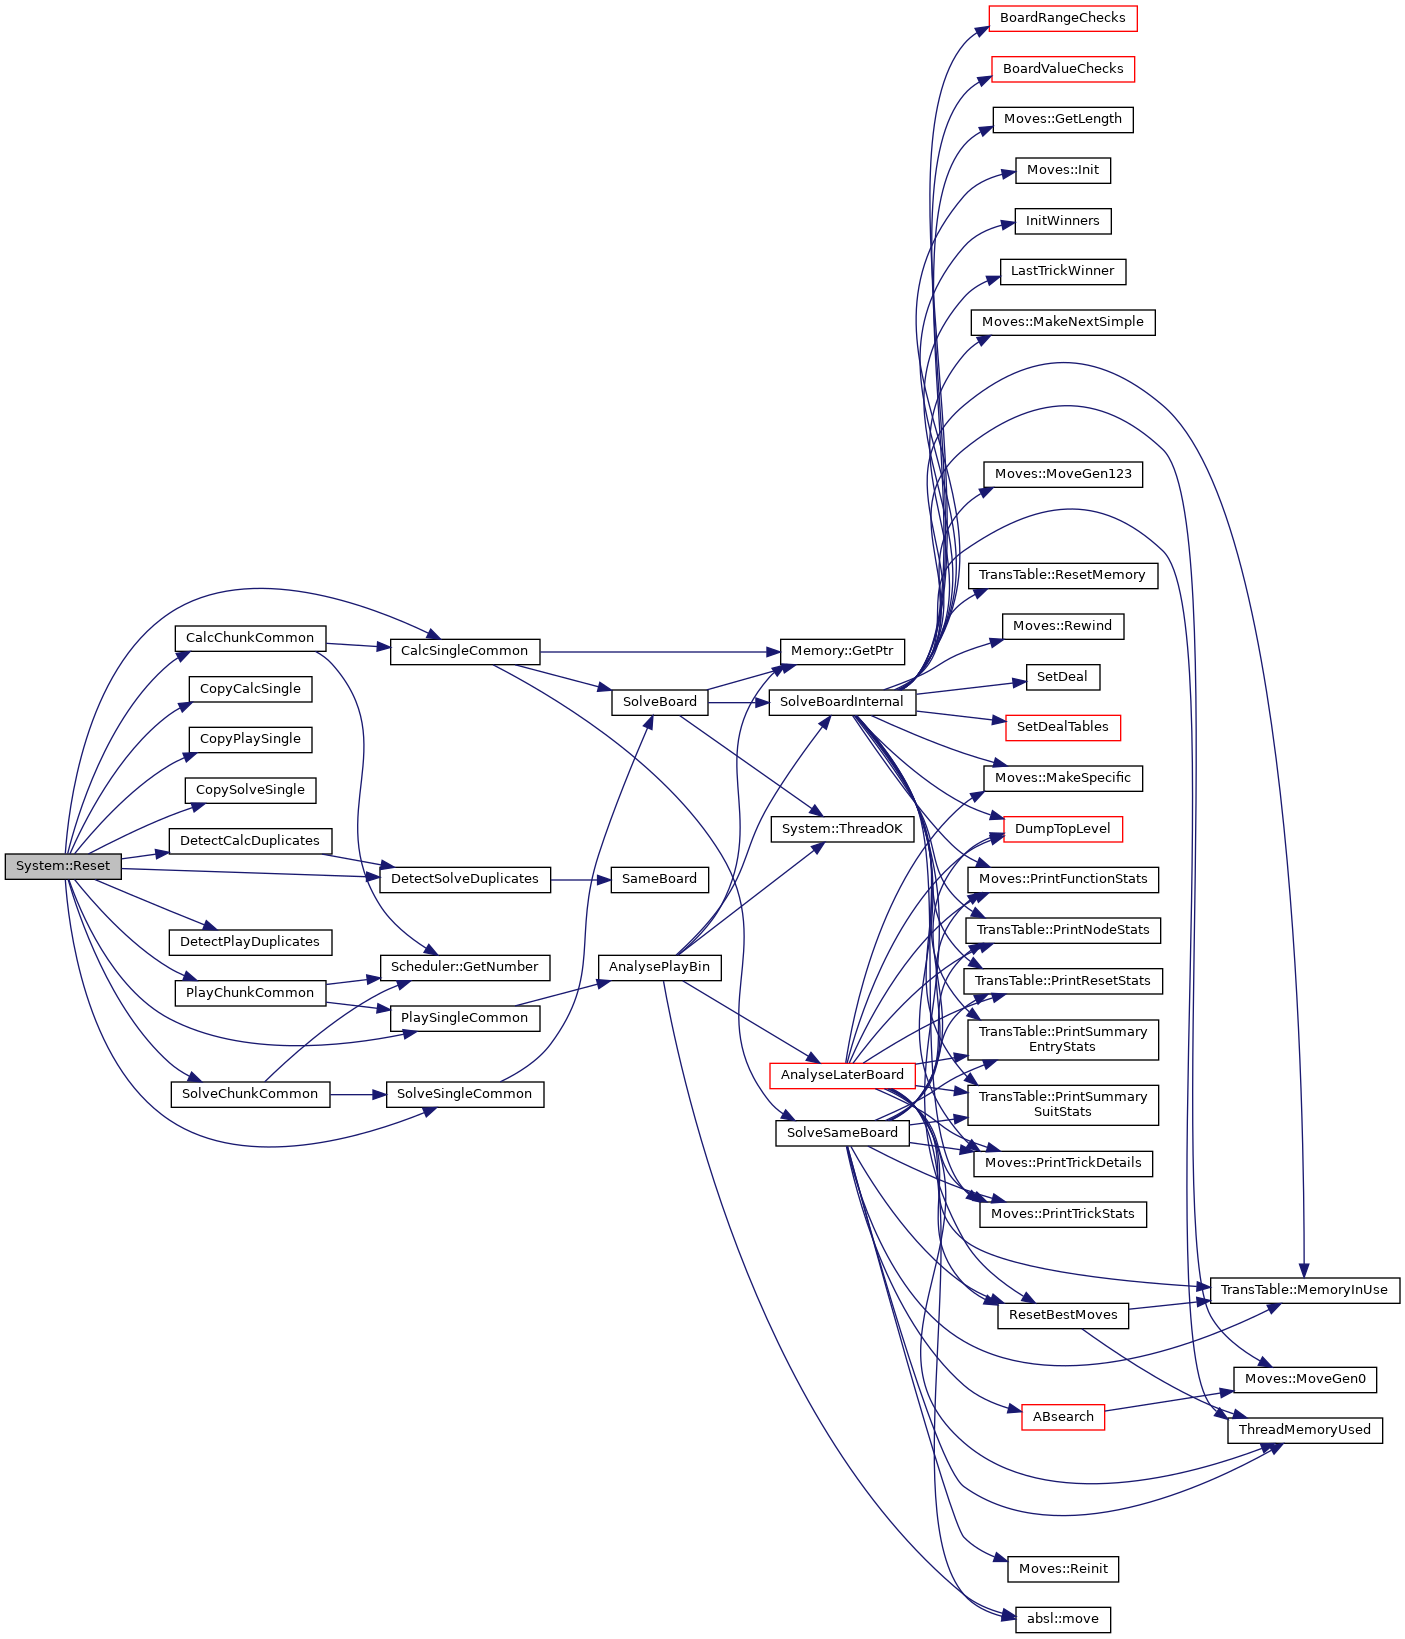 BoardRangeChecks
BoardValueChecks
Moves::GetLength
Moves::Init
InitWinners
LastTrickWinner
Moves::MakeNextSimple
Moves::MoveGen123
TransTable::ResetMemory
Moves::Rewind
CalcChunkCommon
CalcSingleCommon
Memory::GetPtr
SetDeal
CopyCalcSingle
SolveBoard
SolveBoardInternal
SetDealTables
CopyPlaySingle
Moves::MakeSpecific
CopySolveSingle
System::ThreadOK
DumpTopLevel
DetectCalcDuplicates
System::Reset
DetectSolveDuplicates
SameBoard
Moves::PrintFunctionStats
TransTable::PrintNodeStats
DetectPlayDuplicates
Scheduler::GetNumber
AnalysePlayBin
TransTable::PrintResetStats
PlayChunkCommon
PlaySingleCommon
TransTable::PrintSummary
EntryStats
AnalyseLaterBoard
SolveChunkCommon
SolveSingleCommon
TransTable::PrintSummary
SuitStats
SolveSameBoard
Moves::PrintTrickDetails
Moves::PrintTrickStats
TransTable::MemoryInUse
ResetBestMoves
Moves::MoveGen0
ABsearch
ThreadMemoryUsed
Moves::Reinit
absl::move